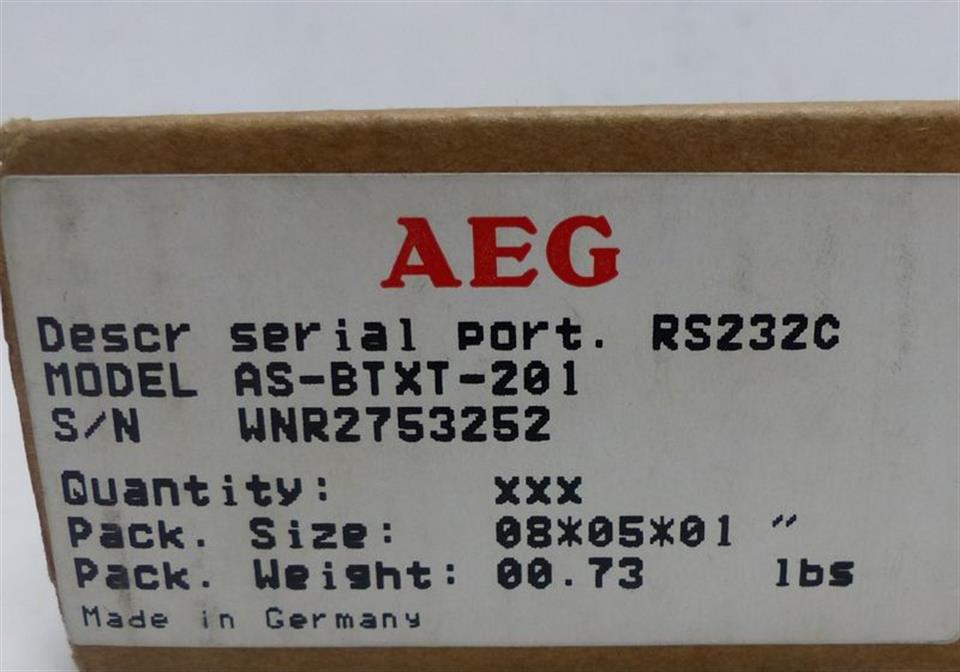 AEG
Descr serial port. RS232C
MODEL AS-BTXT-201
S/N WNR2753252
Quantity: xxx
Pack. Size: 08*05*01 "
Pack. Weight: 00.73 lbs
Made in Germany